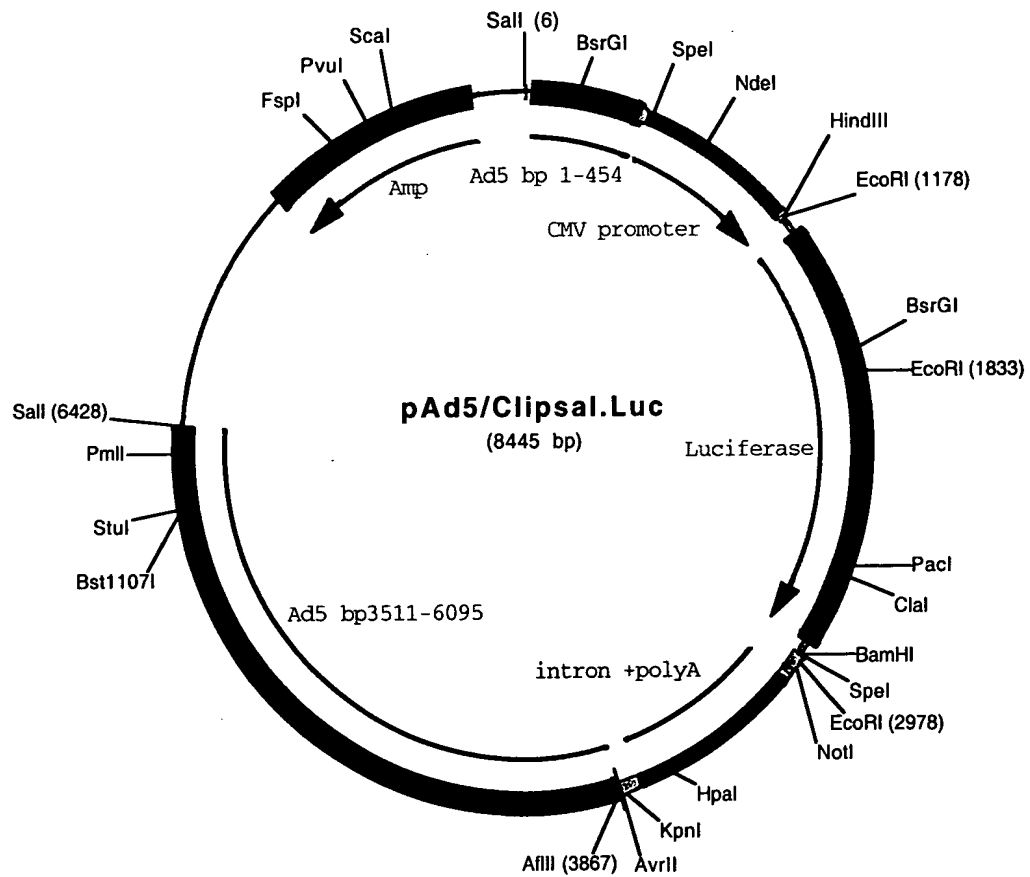 SalI (6)
BsrGI
SpeI
ScaI
PvuI
NdeI
FspI
HindIII
Amp
Ad5 bp 1-454
EcoRI (1178)
CMV promoter
BsrGI
EcoRI (1833)
pAd5/Clipsal.Luc
(8445 bp)
SalI (6428)
PmlI
Luciferase
StuI
Bst1107I
PacI
ClaI
Ad5 bp3511-6095
BamHI
intron +polyA
SpeI
EcoRI (2978)
NotI
HpaI
KpnI
AflII (3867)
AvrII